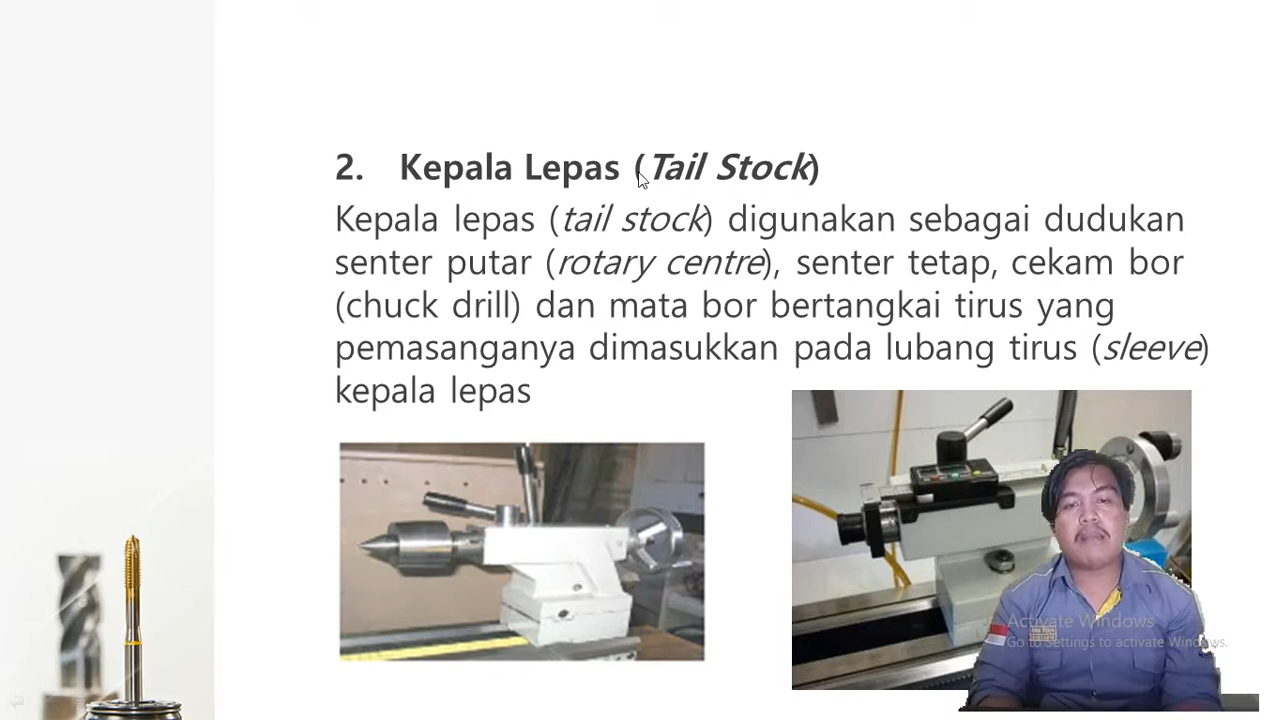 2. Kepala Lepas (Tail Stock)
Kepala lepas (tail stock) digunakan sebagai dudukan
senter putar (rotary centre), senter tetap, cekam bor
(chuck drill) dan mata bor bertangkai tirus yang
pemasanganya dimasukkan pada lubang tirus (sleeve)
kepala lepas
Activate Windows
Go to Settings to activate Windows.